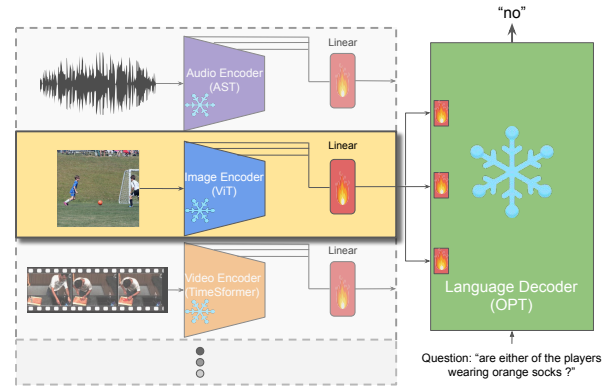 "no"
Linear
Audio Encoder
(AST)
Linear
Image Encoder
(ViT)
Linear
Video Encoder
(TimeSformer)
Language Decoder
(OPT)
Question: “are either of the players
wearing orange socks ?”